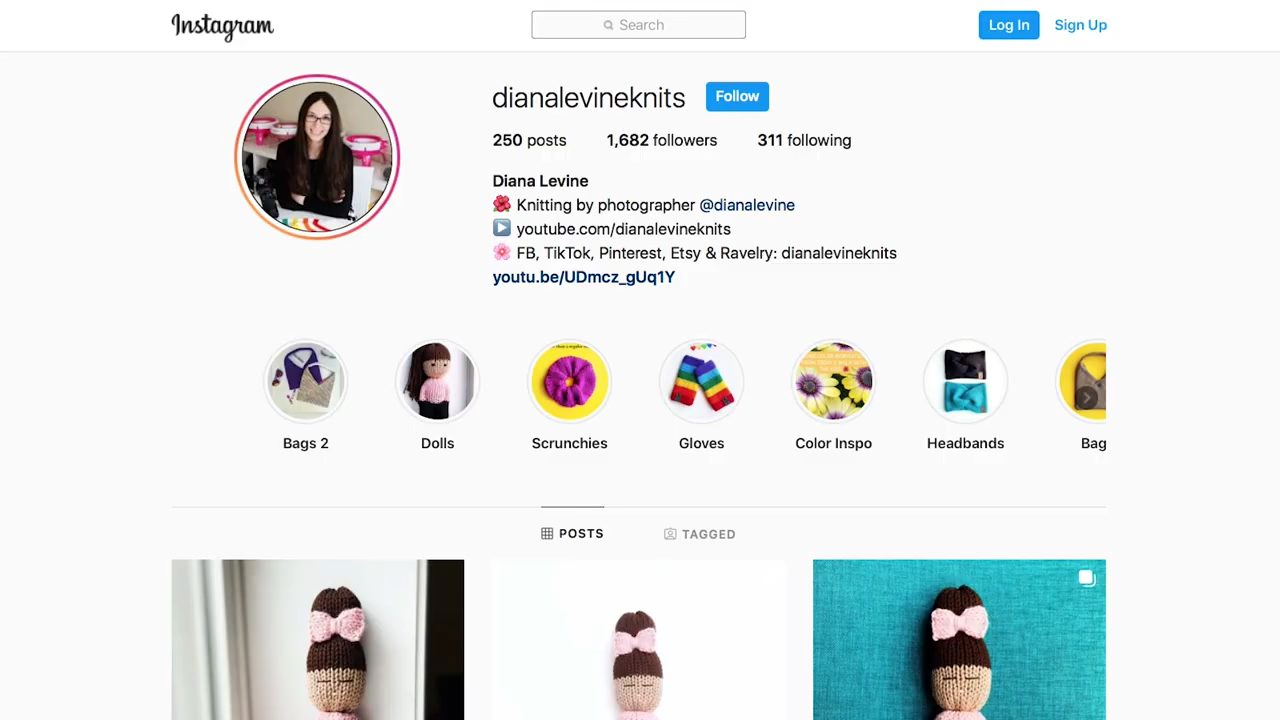 Instagram
Search
Log In
Sign Up
dianalevineknits
Follow
250 posts
1,682 followers
311 following
Diana Levine
🌺 Knitting by photographer @dianalevine
▶️ youtube.com/dianalevineknits
🌸 FB, TikTok, Pinterest, Etsy & Ravelry: dianalevineknits
youtu.be/UDmcz_gUq1Y
Bags 2
Dolls
Scrunchies
Gloves
Color Inspo
Headbands
Bag
POSTS
TAGGED